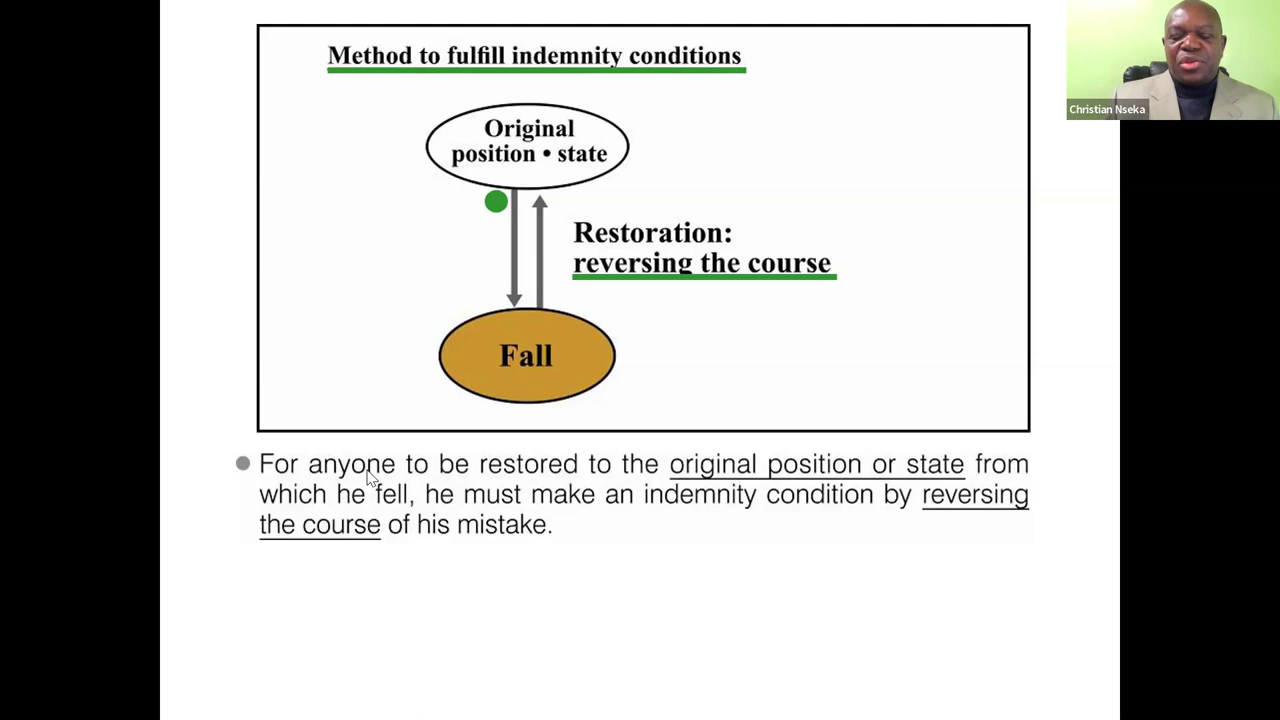 Method to fulfill indemnity conditions
Christian Nseka
Original
position • state
Restoration:
reversing the course
Fall
For anyone to be restored to the original position or state from
which he fell, he must make an indemnity condition by reversing
the course of his mistake.